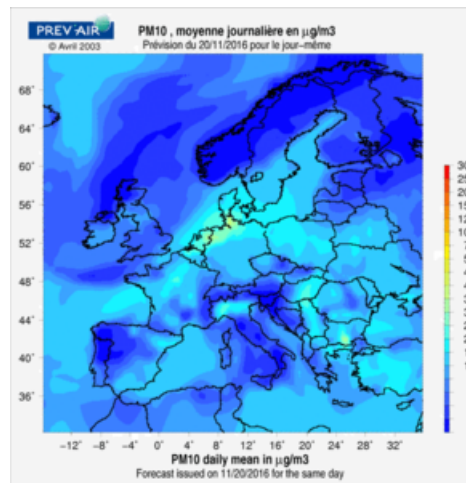 PREV'AIR
© Avril 2003
PM10 , moyenne journalière en µg/m3
Prévision du 20/11/2016 pour le jour-même
68°
64°
60°
56°
52°
48°
44°
40°
36°
−12° −8° −4° 0° 4° 8° 12° 16° 20° 24° 28° 32°
PM10 daily mean in µg/m3
Forecast issued on 11/20/2016 for the same day